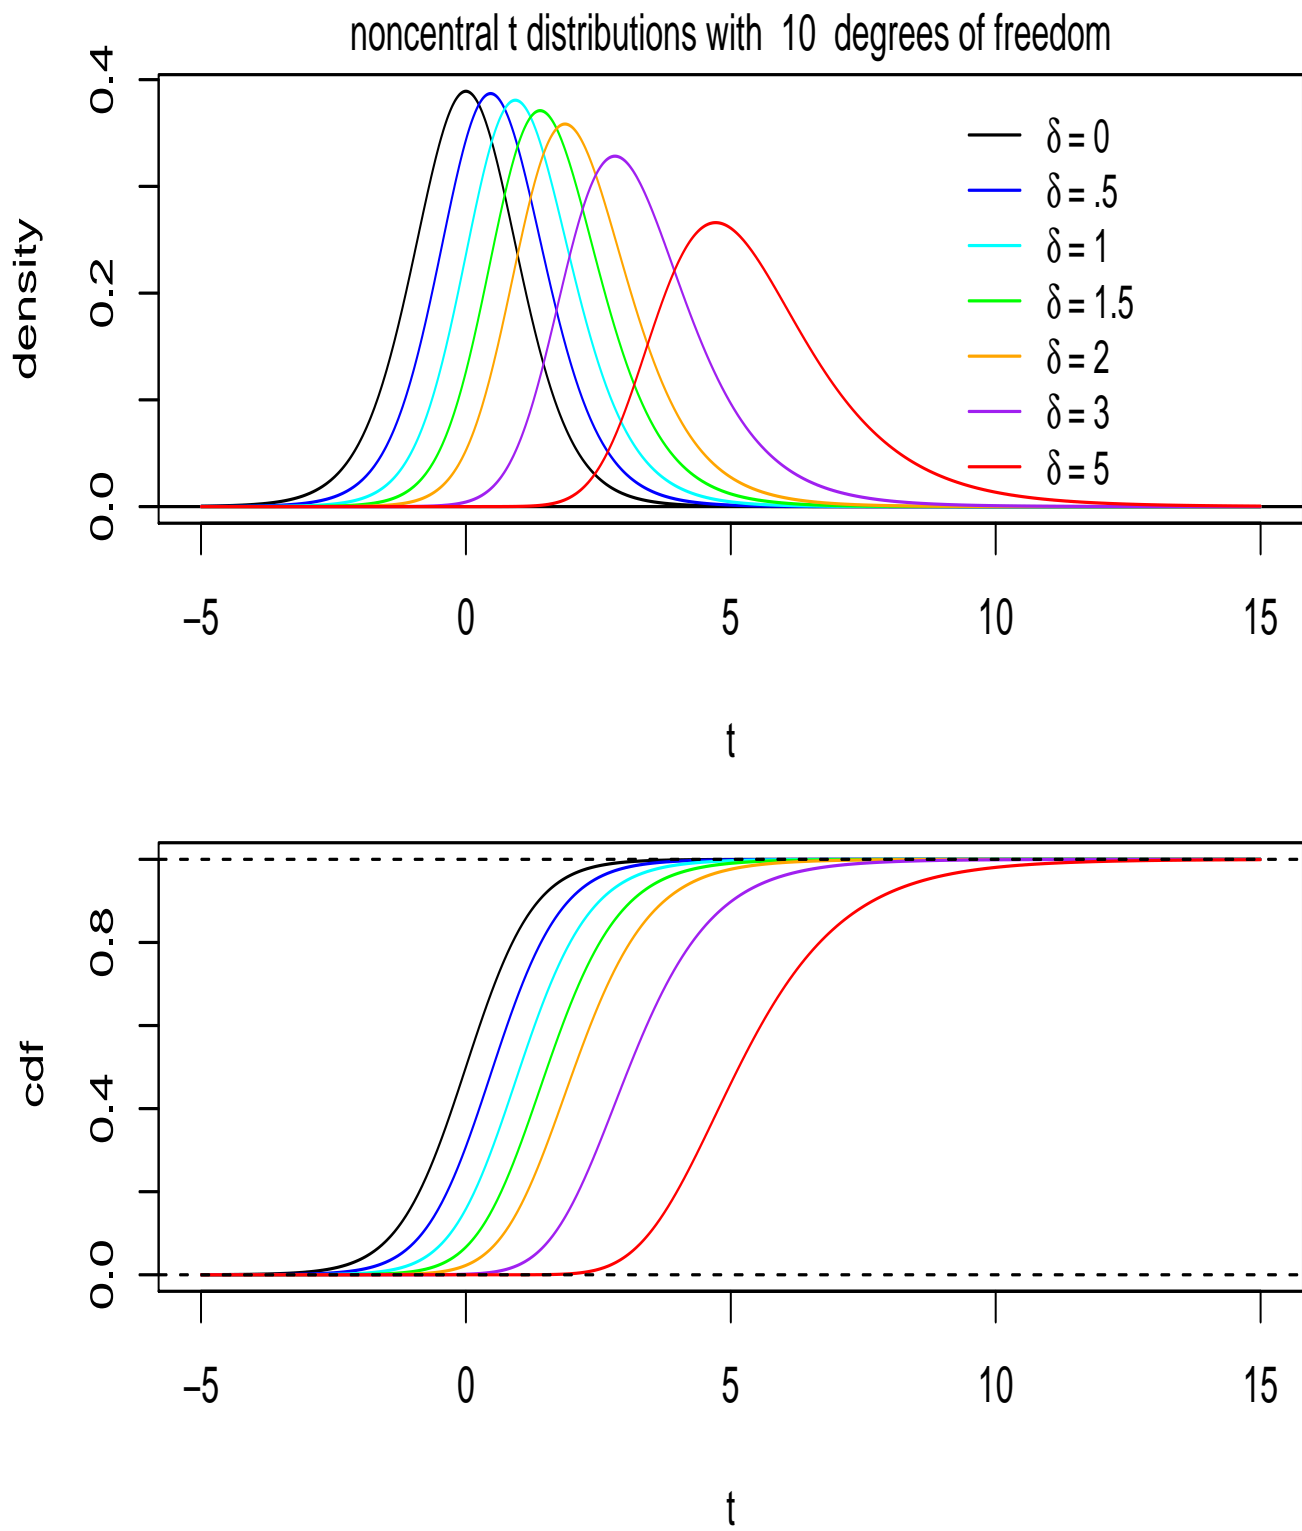 noncentral t distributions with 10 degrees of freedom
density
0.0 0.2 0.4
δ = 0
δ = .5
δ = 1
δ = 1.5
δ = 2
δ = 3
δ = 5
–5 0 5 10 15
t
cdf
0.0 0.4 0.8
–5 0 5 10 15
t